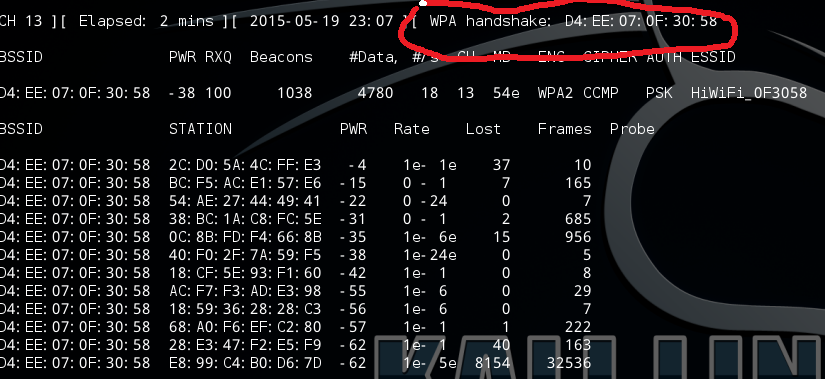 CH 13 ][ Elapsed: 2 mins ][ 2015-05-19 23:07 ][ WPA handshake: D4:EE:07:0F:30:58
BSSID PWR RXQ Beacons #Data, #/s CH MB ENC CIPHER AUTH ESSID
D4:EE:07:0F:30:58 -38 100 1038 4780 18 13 54e WPA2 CCMP PSK HiWiFi_0F3058
BSSID STATION PWR Rate Lost Frames Probe
D4:EE:07:0F:30:58 2C:D0:5A:4C:FF:E3 -4 1e- 1e 37 10
D4:EE:07:0F:30:58 BC:F5:AC:E1:57:E6 -15 0 - 1 7 165
D4:EE:07:0F:30:58 54:AE:27:44:49:41 -22 0 -24 0 7
D4:EE:07:0F:30:58 38:BC:1A:C8:FC:5E -31 0 - 1 2 685
D4:EE:07:0F:30:58 0C:8B:FD:F4:66:8B -35 1e- 6e 15 956
D4:EE:07:0F:30:58 40:F0:2F:7A:59:F5 -38 1e-24e 0 5
D4:EE:07:0F:30:58 18:CF:5E:93:F1:60 -42 1e- 1 0 8
D4:EE:07:0F:30:58 AC:F7:F3:AD:E3:98 -55 1e- 6 0 29
D4:EE:07:0F:30:58 18:59:36:28:28:C3 -56 1e- 6 0 7
D4:EE:07:0F:30:58 68:A0:F6:EF:C2:80 -57 1e- 1 1 222
D4:EE:07:0F:30:58 28:E3:47:F2:E5:F9 -62 1e- 1 40 163
D4:EE:07:0F:30:58 E8:99:C4:B0:D6:7D -62 1e- 5e 8154 32536